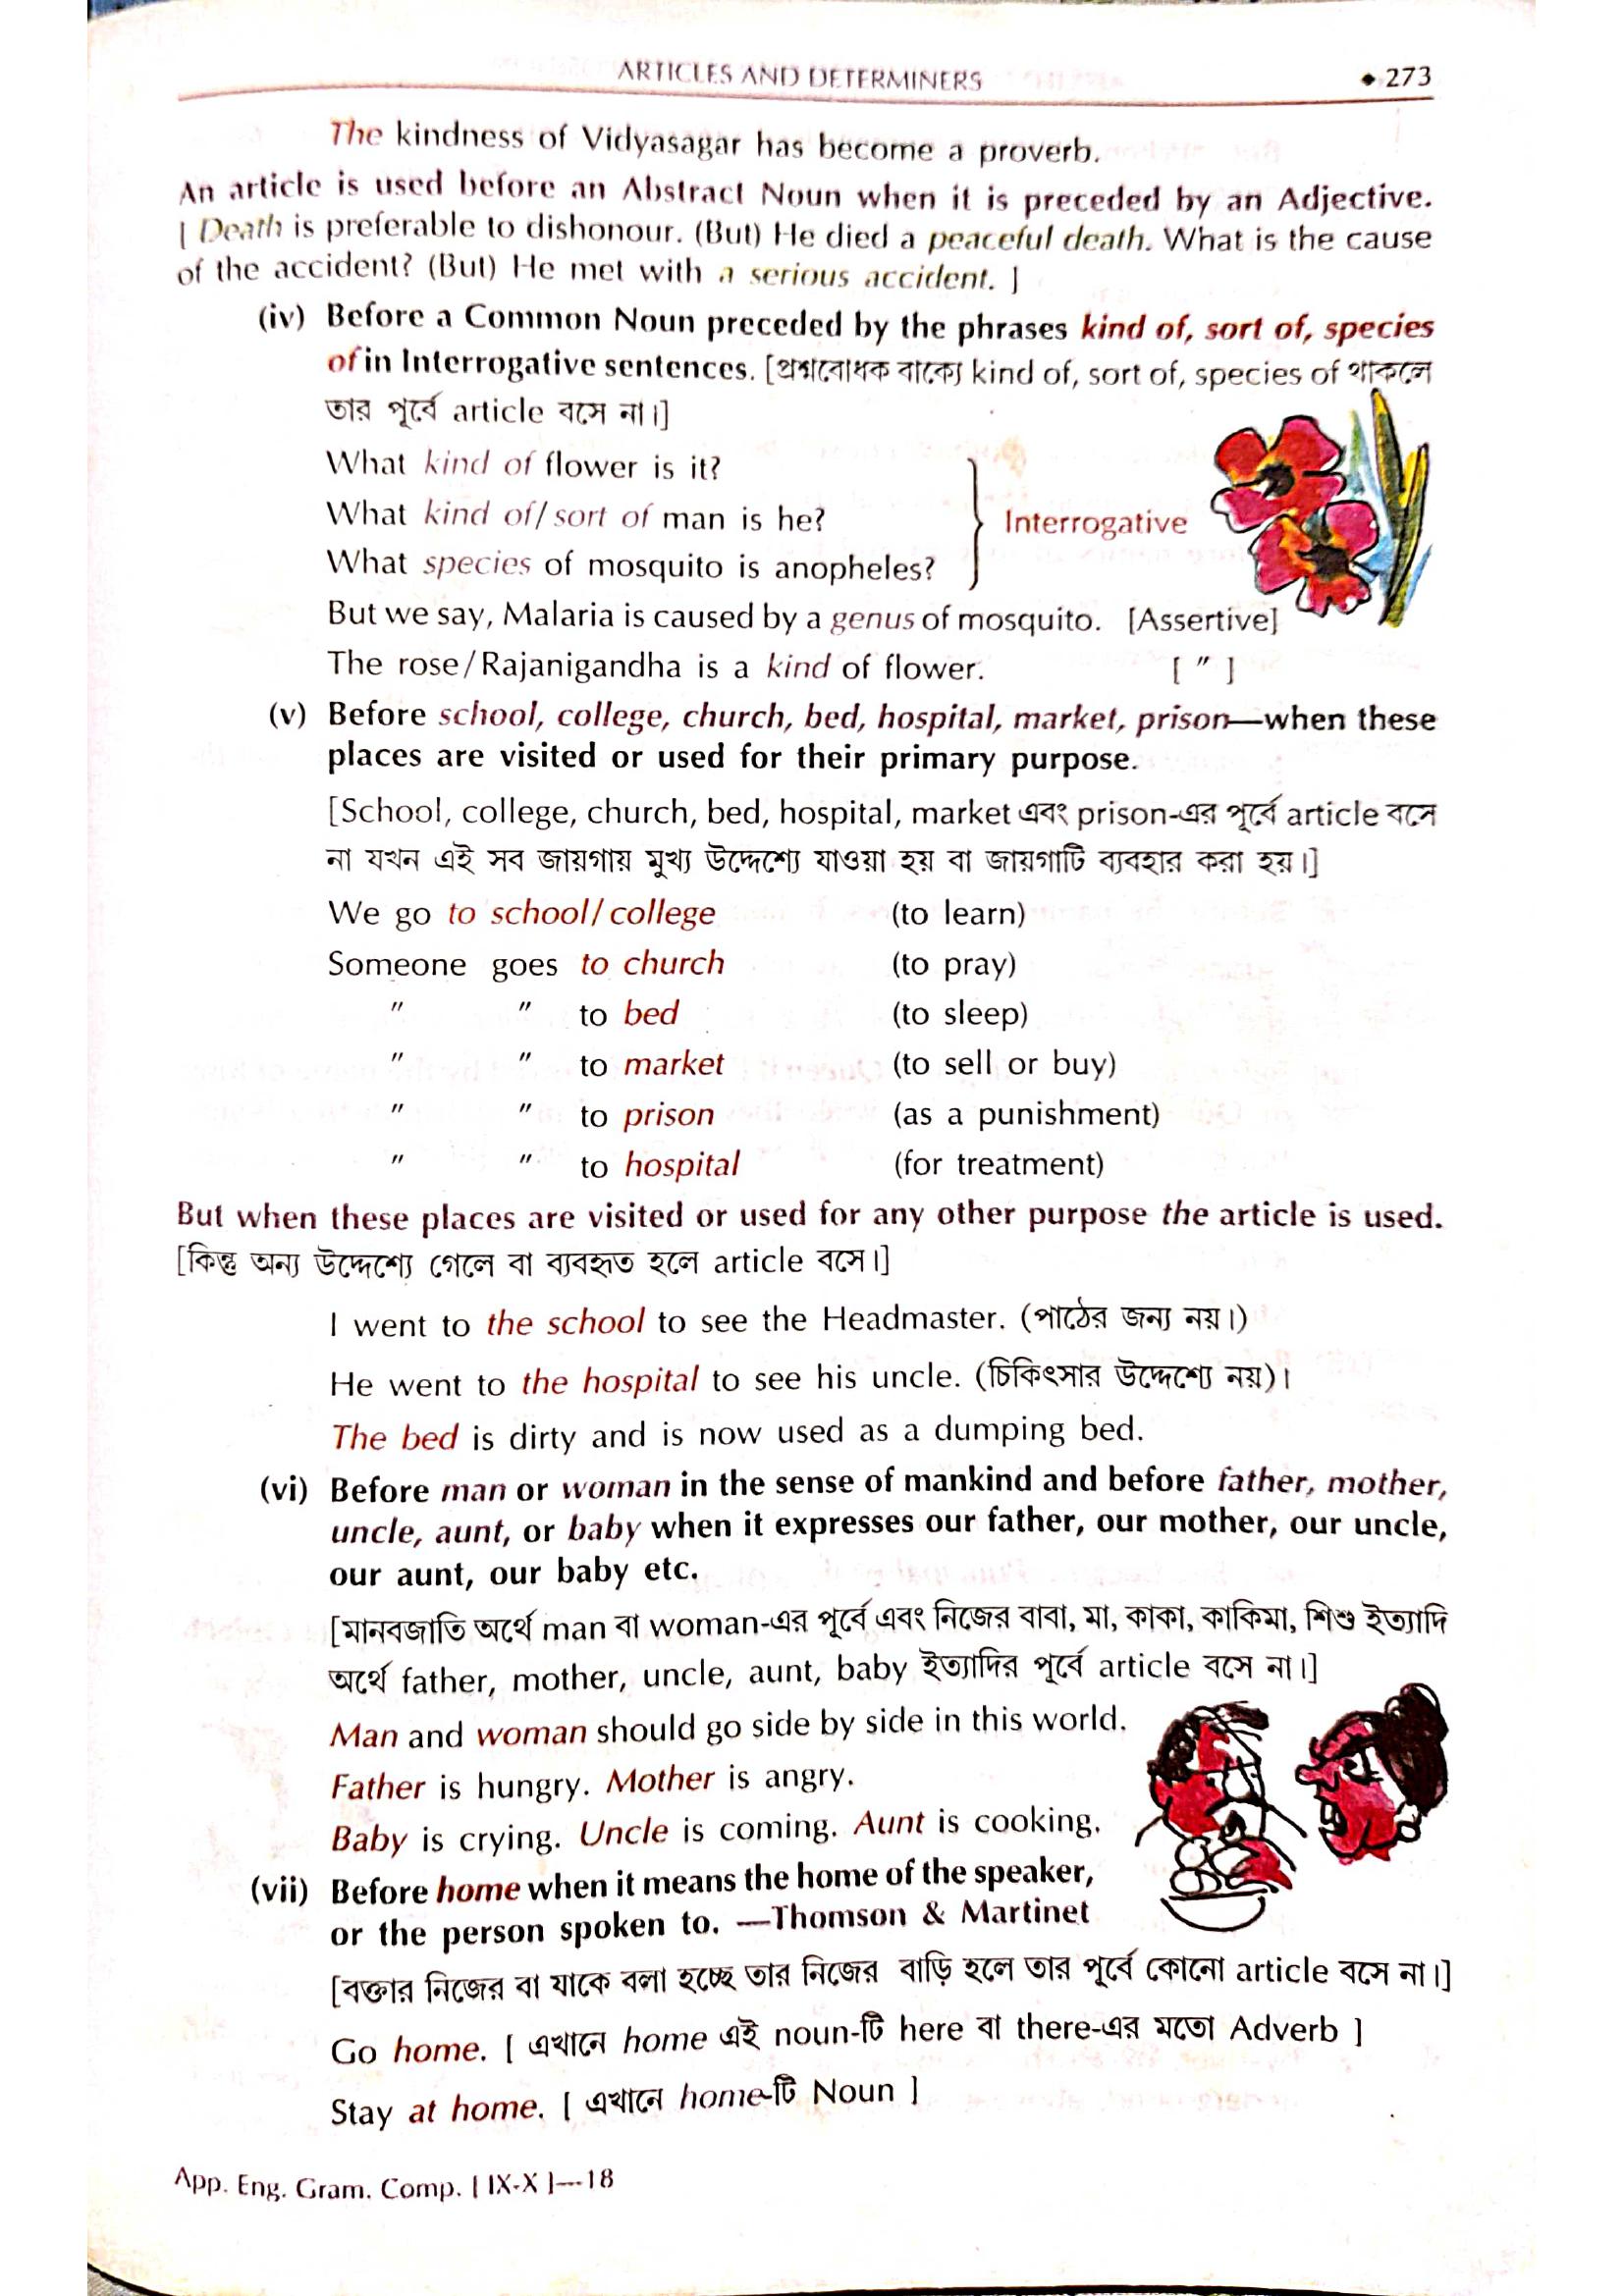 ARTICLES AND DETERMINERS ◆ 273
The kindness of Vidyasagar has become a proverb.
An article is used before an Abstract Noun when it is preceded by an Adjective.
[ Death is preferable to dishonour. (But) He died a peaceful death. What is the cause
of the accident? (But) He met with a serious accident. ]
(iv) Before a Common Noun preceded by the phrases kind of, sort of, species
of in Interrogative sentences. [প্রশ্নবোধক বাক্যে kind of, sort of, species of থাকলে
তার পূর্বে article বসে না।]
What kind of flower is it?
What kind of/sort of man is he? } Interrogative
What species of mosquito is anopheles?
But we say, Malaria is caused by a genus of mosquito. [Assertive]
The rose/Rajanigandha is a kind of flower. [ " ]
(v) Before school, college, church, bed, hospital, market, prison—when these
places are visited or used for their primary purpose.
[School, college, church, bed, hospital, market এবং prison-এর পূর্বে article বসে
না যখন এই সব জায়গায় মুখ্য উদ্দেশ্যে যাওয়া হয় বা জায়গাটি ব্যবহার করা হয়।]
We go to school/college (to learn)
Someone goes to church (to pray)
" " to bed (to sleep)
" " to market (to sell or buy)
" " to prison (as a punishment)
" " to hospital (for treatment)
But when these places are visited or used for any other purpose the article is used.
[কিন্তু অন্য উদ্দেশ্যে গেলে বা ব্যবহৃত হলে article বসে।]
I went to the school to see the Headmaster. (পাঠের জন্য নয়।)
He went to the hospital to see his uncle. (চিকিৎসার উদ্দেশ্যে নয়)।
The bed is dirty and is now used as a dumping bed.
(vi) Before man or woman in the sense of mankind and before father, mother,
uncle, aunt, or baby when it expresses our father, our mother, our uncle,
our aunt, our baby etc.
[মানবজাতি অর্থে man বা woman-এর পূর্বে এবং নিজের বাবা, মা, কাকা, কাকিমা, শিশু ইত্যাদি
অর্থে father, mother, uncle, aunt, baby ইত্যাদির পূর্বে article বসে না।]
Man and woman should go side by side in this world.
Father is hungry. Mother is angry.
Baby is crying. Uncle is coming. Aunt is cooking.
(vii) Before home when it means the home of the speaker,
or the person spoken to. —Thomson & Martinet
[বক্তার নিজের বা যাকে বলা হচ্ছে তার নিজের বাড়ি হলে তার পূর্বে কোনো article বসে না।]
Go home. [ এখানে home এই noun-টি here বা there-এর মতো Adverb ]
Stay at home. [ এখানে home-টি Noun ]
App. Eng. Gram. Comp. [ IX-X ]—18